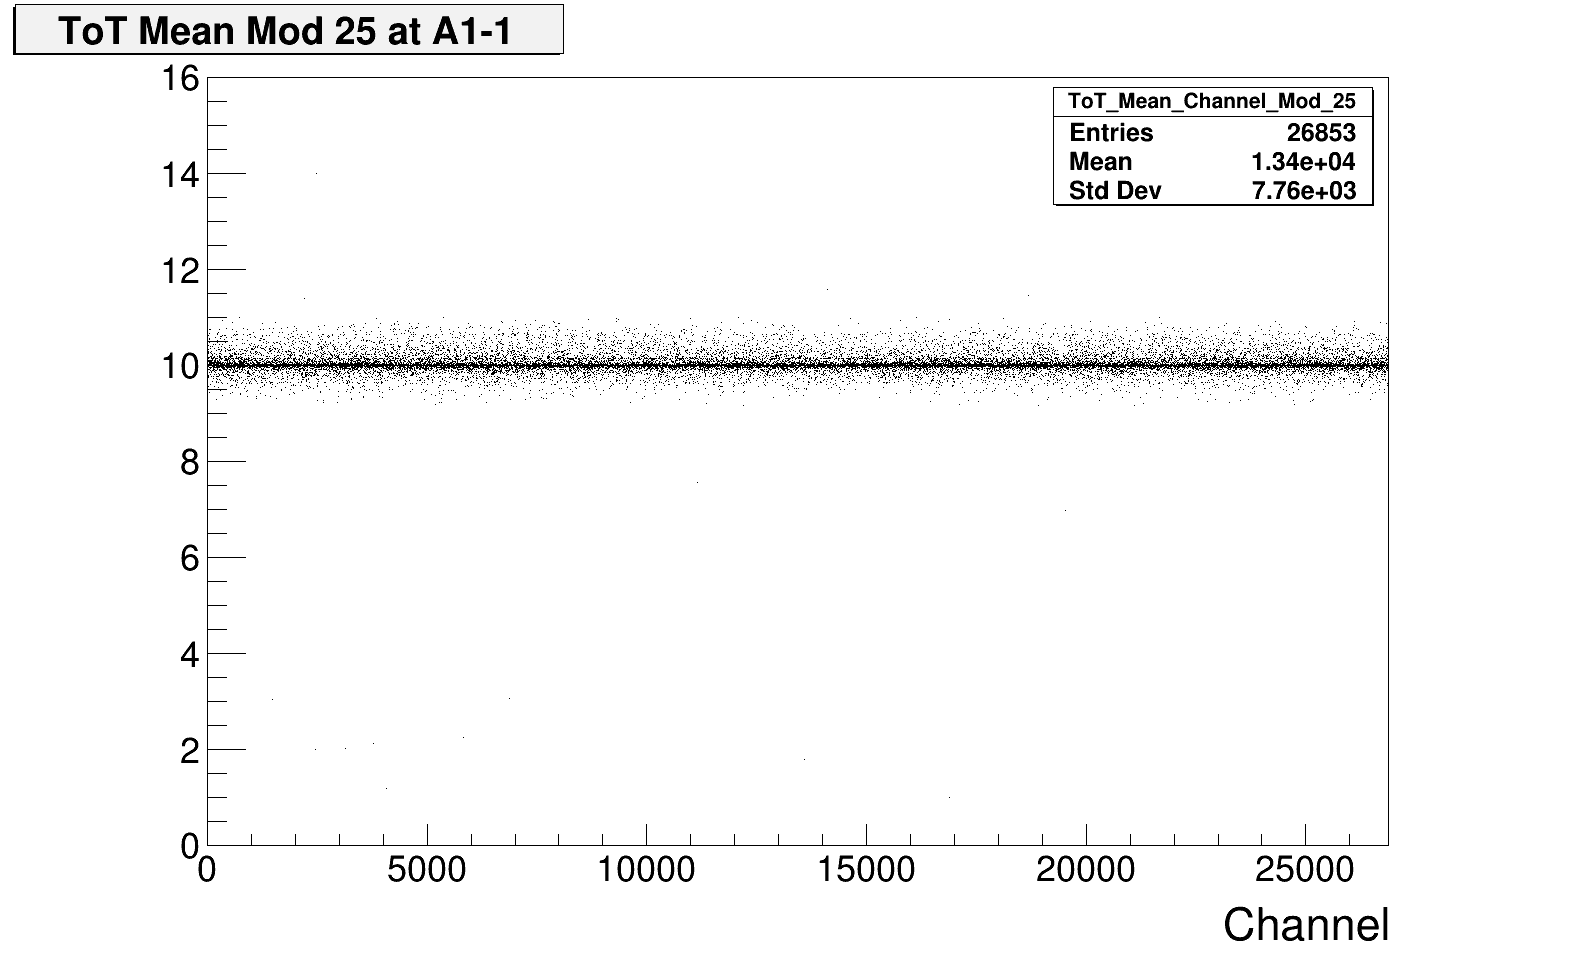 ToT Mean Mod 25 at A1-1
ToT_Mean_Channel_Mod_25
Entries 26853
Mean 1.34e+04
Std Dev 7.76e+03
16
14
12
10
8
6
4
2
0
0 5000 10000 15000 20000 25000
Channel